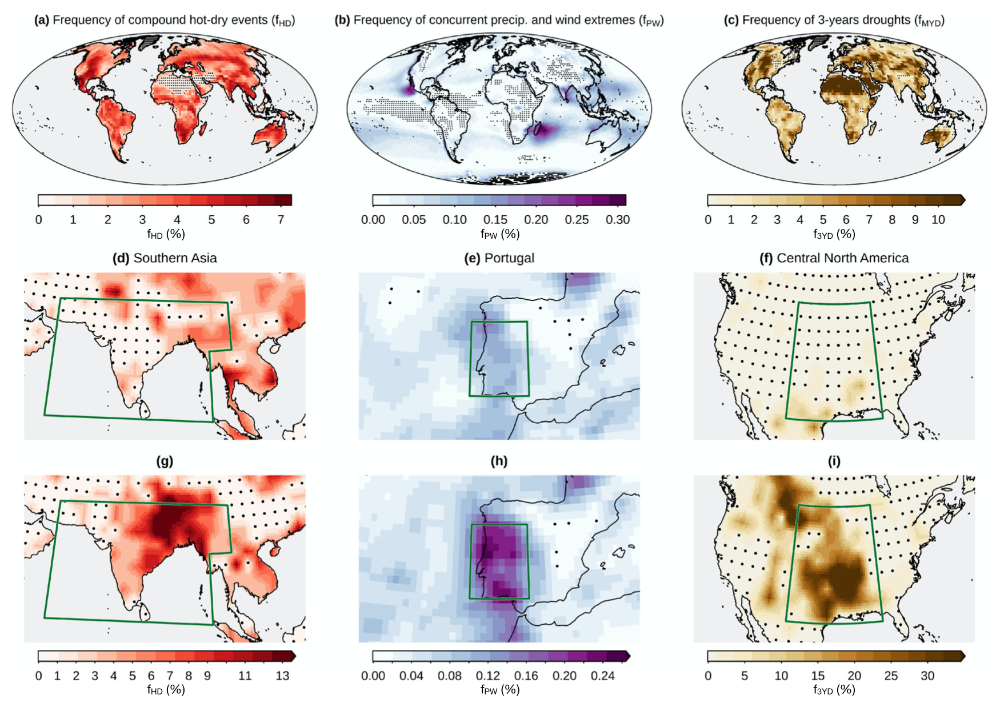 (a) Frequency of compound hot-dry events (fHD)
(b) Frequency of concurrent precip. and wind extremes (fPW)
(c) Frequency of 3-years droughts (fMYD)
0 1 2 3 4 5 6 7
fHD (%)
0.00 0.05 0.10 0.15 0.20 0.25 0.30
fPW (%)
0 1 2 3 4 5 6 7 8 9 10
f3YD (%)
(d) Southern Asia
(e) Portugal
(f) Central North America
(g)
(h)
(i)
0 1 2 3 4 5 6 7 8 9 11 13
fHD (%)
0.00 0.04 0.08 0.12 0.16 0.20 0.24
fPW (%)
0 5 10 15 20 25 30
f3YD (%)